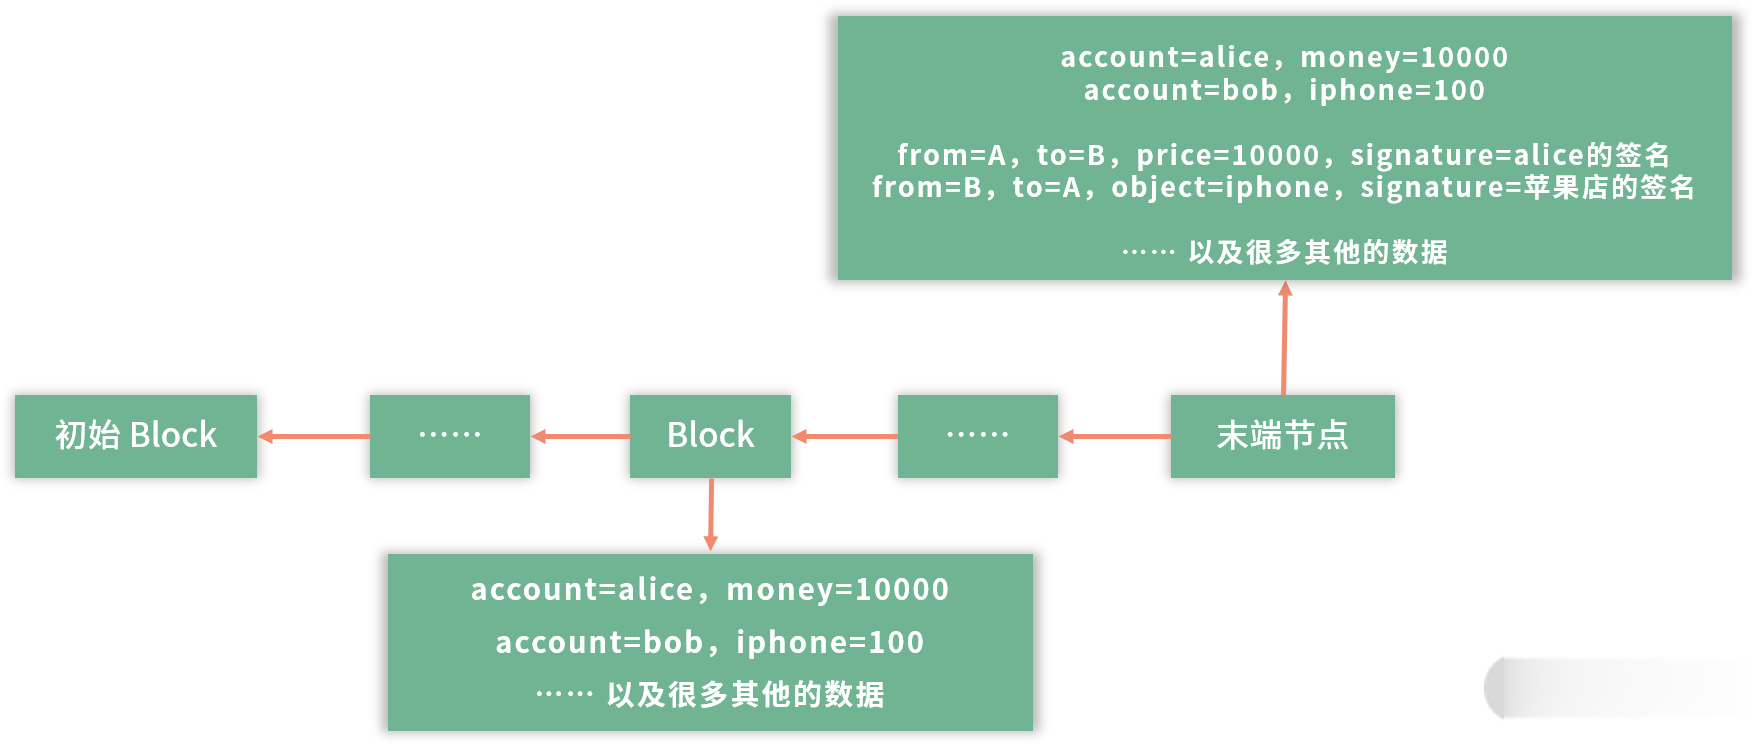 account=alice，money=10000
account=bob，iphone=100
from=A，to=B，price=10000，signature=alice的签名
from=B，to=A，object=iphone，signature=苹果店的签名
…… 以及很多其他的数据
初始 Block
……
Block
……
末端节点
account=alice，money=10000
account=bob，iphone=100
…… 以及很多其他的数据